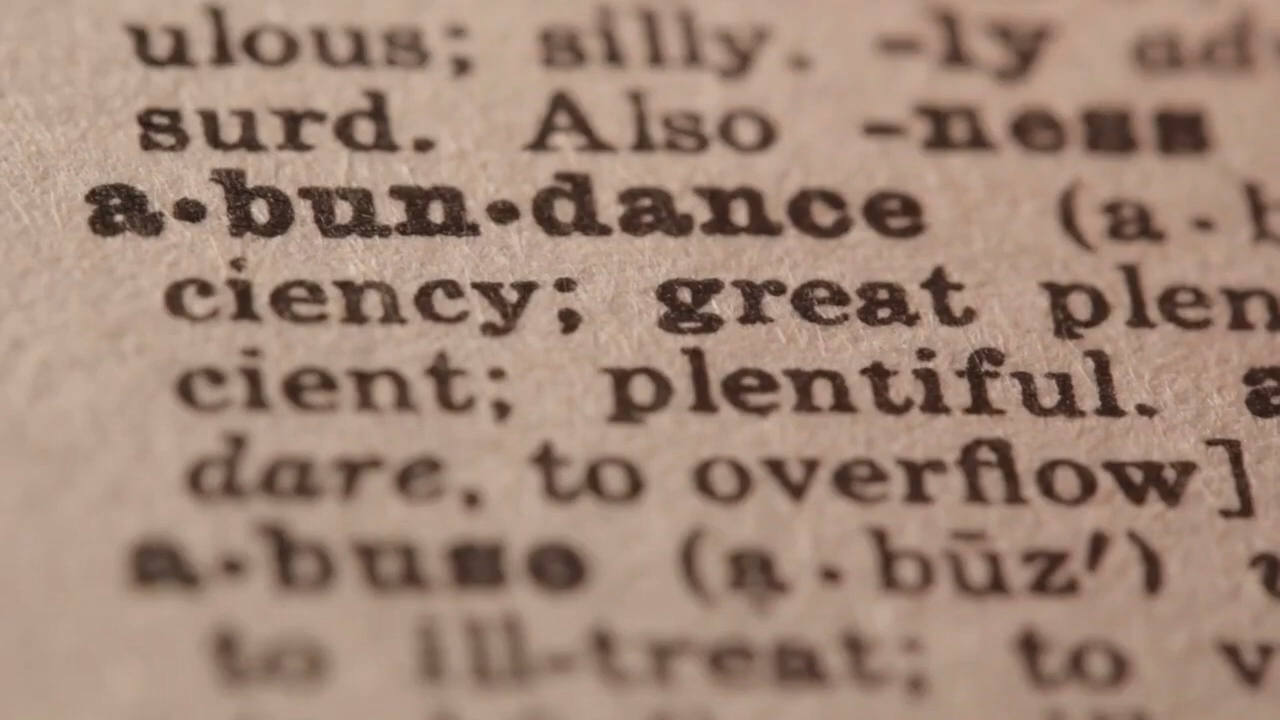 ulous; silly. -ly ad
surd. Also -ness
a·bun·dance (a·b
ciency; great plen
cient; plentiful. a
dare, to overflow]
a·buse (a·būz′) v
to ill-treat; to v